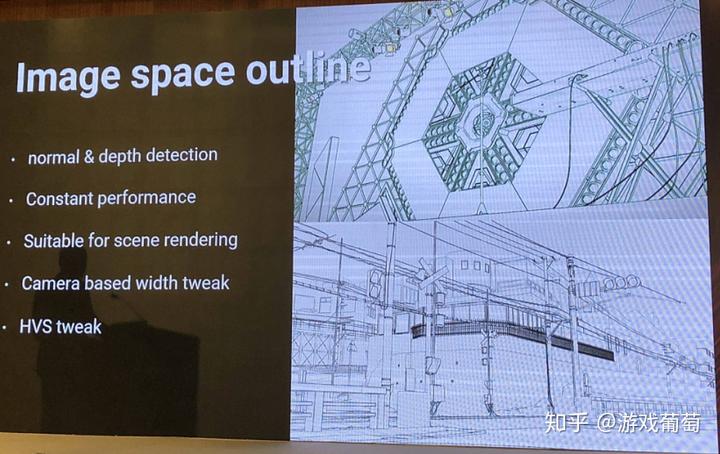 Image space outline
• normal & depth detection
• Constant performance
• Suitable for scene rendering
• Camera based width tweak
• HVS tweak
知乎 @游戏葡萄